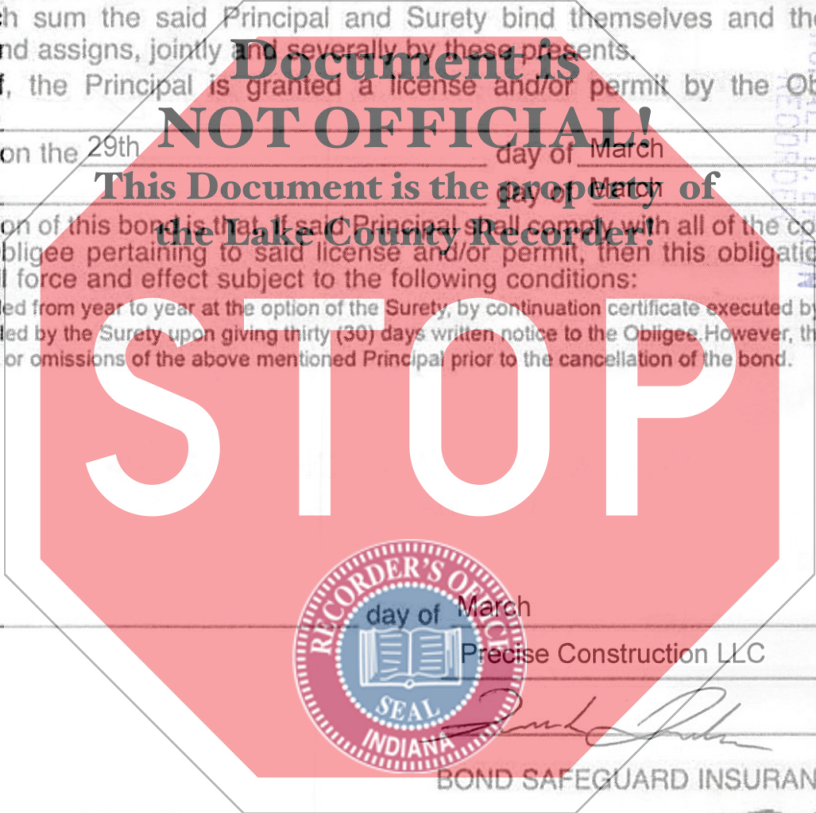 h sum the said Principal and Surety bind themselves and the
nd assigns, jointly and severally by these presents.
Document is
f, the Principal is granted a license and/or permit by the Ob
NOT OFFICIAL!
on the 29th day of March
This Document is the property of
day of March
on of this bond is that, If said Principal shall comply with all of the co
the Lake County Recorder!
bligee pertaining to said license and/or permit, then this obligatio
l force and effect subject to the following conditions:
ed from year to year at the option of the Surety, by continuation certificate executed by
led by the Surety upon giving thirty (30) days written notice to the Obligee.However, th
or omissions of the above mentioned Principal prior to the cancellation of the bond.
STOP
RECORDER'S OFFICE
day of March
Precise Construction LLC
SEAL
INDIANA
BOND SAFEGUARD INSURAN